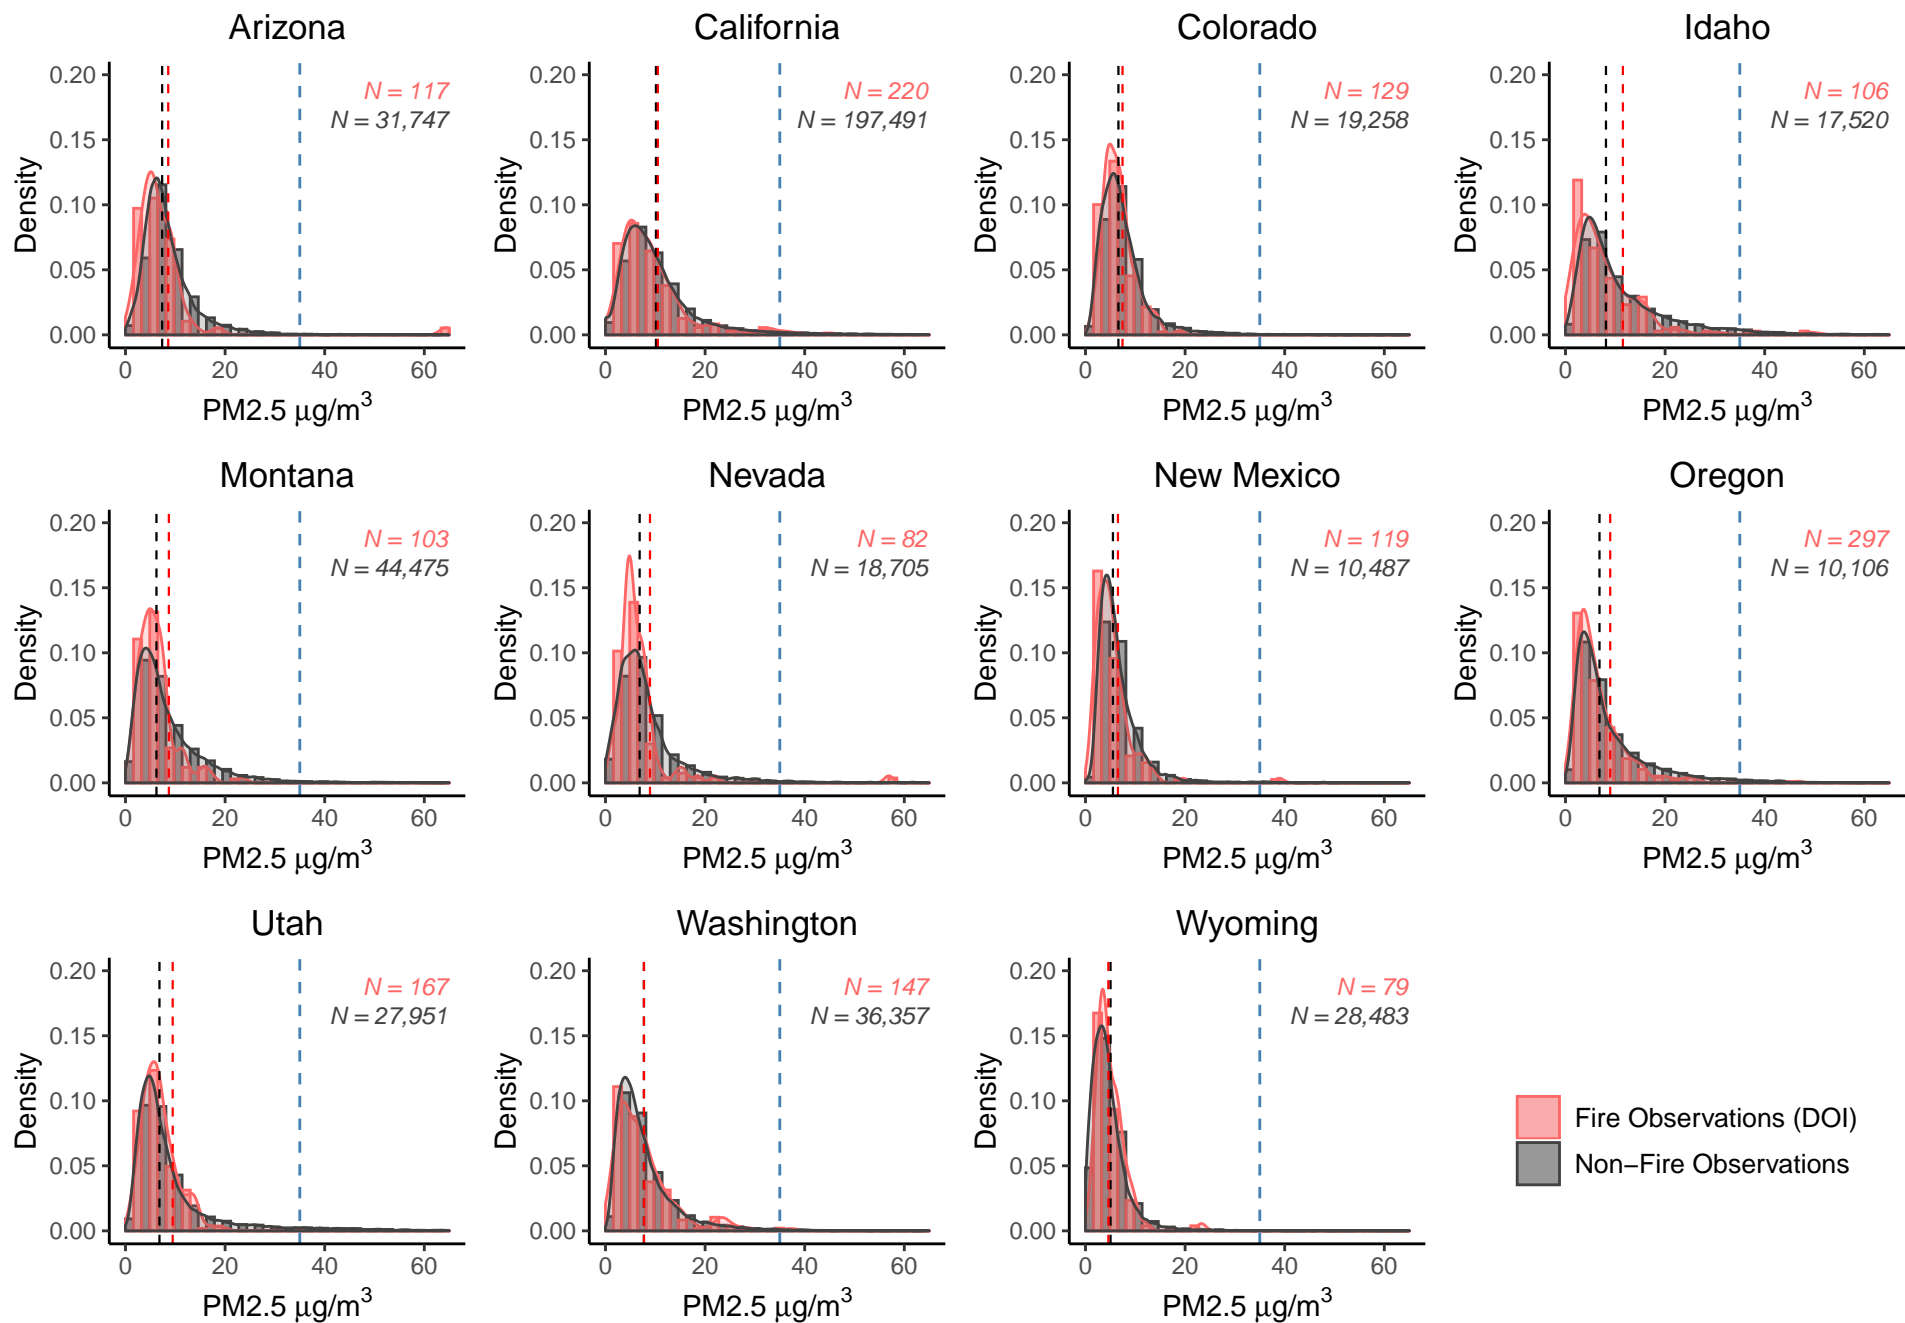 Arizona
N = 117
N = 31,747
0.20
0.15
0.10
0.05
0.00
Density
0 20 40 60
PM2.5 μg/m³
California
N = 220
N = 197,491
0.20
0.15
0.10
0.05
0.00
Density
0 20 40 60
PM2.5 μg/m³
Colorado
N = 129
N = 19,258
0.20
0.15
0.10
0.05
0.00
Density
0 20 40 60
PM2.5 μg/m³
Idaho
N = 106
N = 17,520
0.20
0.15
0.10
0.05
0.00
Density
0 20 40 60
PM2.5 μg/m³
Montana
N = 103
N = 44,475
0.20
0.15
0.10
0.05
0.00
Density
0 20 40 60
PM2.5 μg/m³
Nevada
N = 82
N = 18,705
0.20
0.15
0.10
0.05
0.00
Density
0 20 40 60
PM2.5 μg/m³
New Mexico
N = 119
N = 10,487
0.20
0.15
0.10
0.05
0.00
Density
0 20 40 60
PM2.5 μg/m³
Oregon
N = 297
N = 10,106
0.20
0.15
0.10
0.05
0.00
Density
0 20 40 60
PM2.5 μg/m³
Utah
N = 167
N = 27,951
0.20
0.15
0.10
0.05
0.00
Density
0 20 40 60
PM2.5 μg/m³
Washington
N = 147
N = 36,357
0.20
0.15
0.10
0.05
0.00
Density
0 20 40 60
PM2.5 μg/m³
Wyoming
N = 79
N = 28,483
0.20
0.15
0.10
0.05
0.00
Density
0 20 40 60
PM2.5 μg/m³
Fire Observations (DOI)
Non−Fire Observations